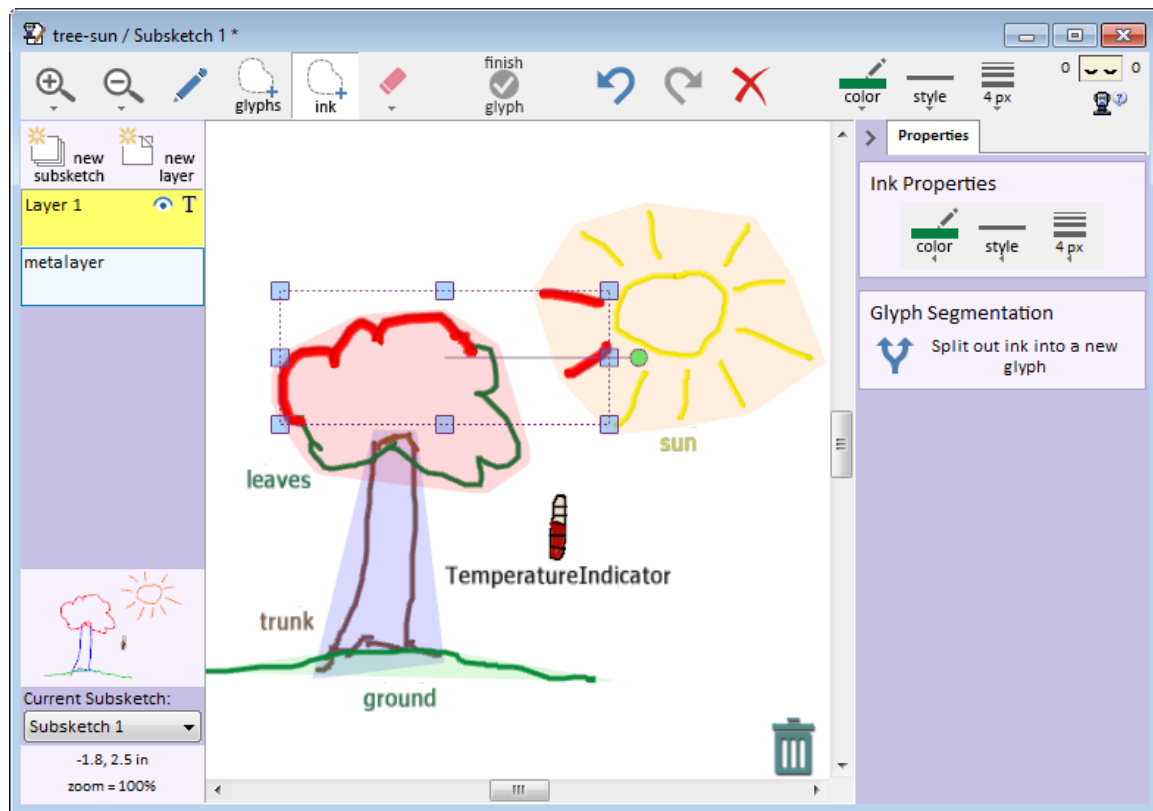 tree-sun / Subsketch 1 *
glyphs
ink
finish
glyph
color
style
4 px
0
0
new
subsketch
new
layer
Layer 1
T
metalayer
Properties
Ink Properties
color
style
4 px
Glyph Segmentation
Split out ink into a new
glyph
sun
leaves
TemperatureIndicator
trunk
ground
Current Subsketch:
Subsketch 1
-1.8, 2.5 in
zoom = 100%